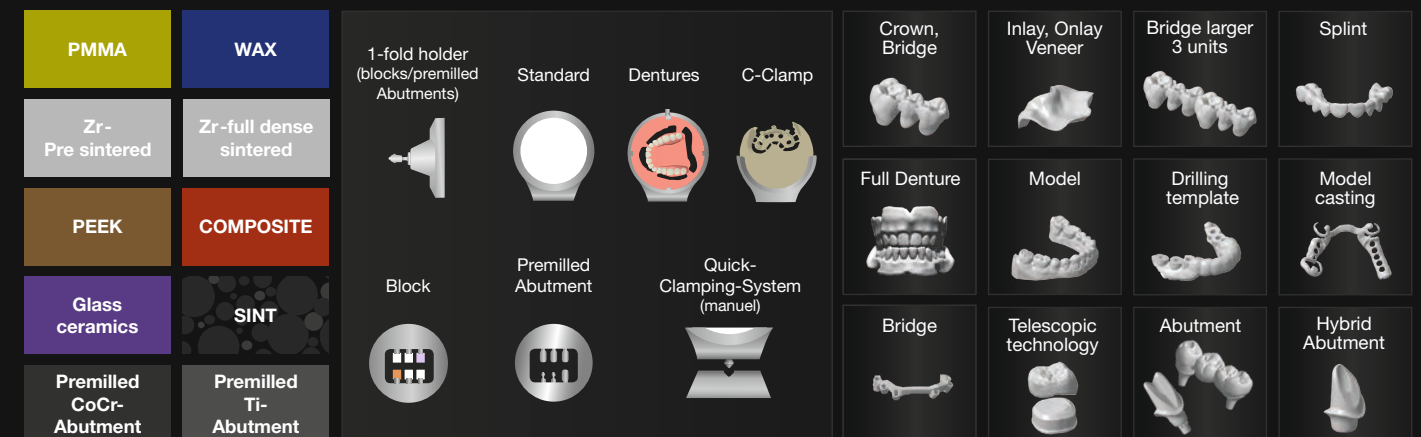 PMMA
WAX
Zr-
Pre sintered
Zr-full dense
sintered
PEEK
COMPOSITE
Glass
ceramics
SINT
Premilled
CoCr-
Abutment
Premilled
Ti-
Abutment
1-fold holder
(blocks/premilled
Abutments)
Standard
Dentures
C-Clamp
Block
Premilled
Abutment
Quick-
Clamping-System
(manuel)
Crown,
Bridge
Inlay, Onlay
Veneer
Bridge larger
3 units
Splint
Full Denture
Model
Drilling
template
Model
casting
Bridge
Telescopic
technology
Abutment
Hybrid
Abutment